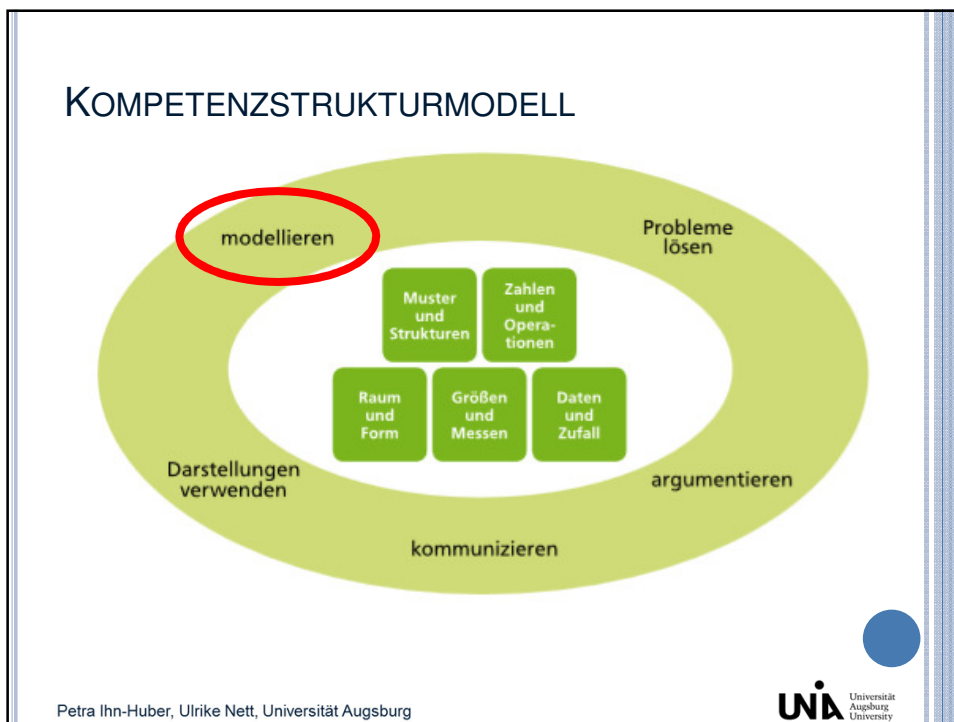 KOMPETENZSTRUKTURMODELL
modellieren
Probleme
lösen
Muster
und
Strukturen
Zahlen
und
Opera-
tionen
Raum
und
Form
Größen
und
Messen
Daten
und
Zufall
Darstellungen
verwenden
argumentieren
kommunizieren
Petra Ihn-Huber, Ulrike Nett, Universität Augsburg
UNIA
Universität
Augsburg
University